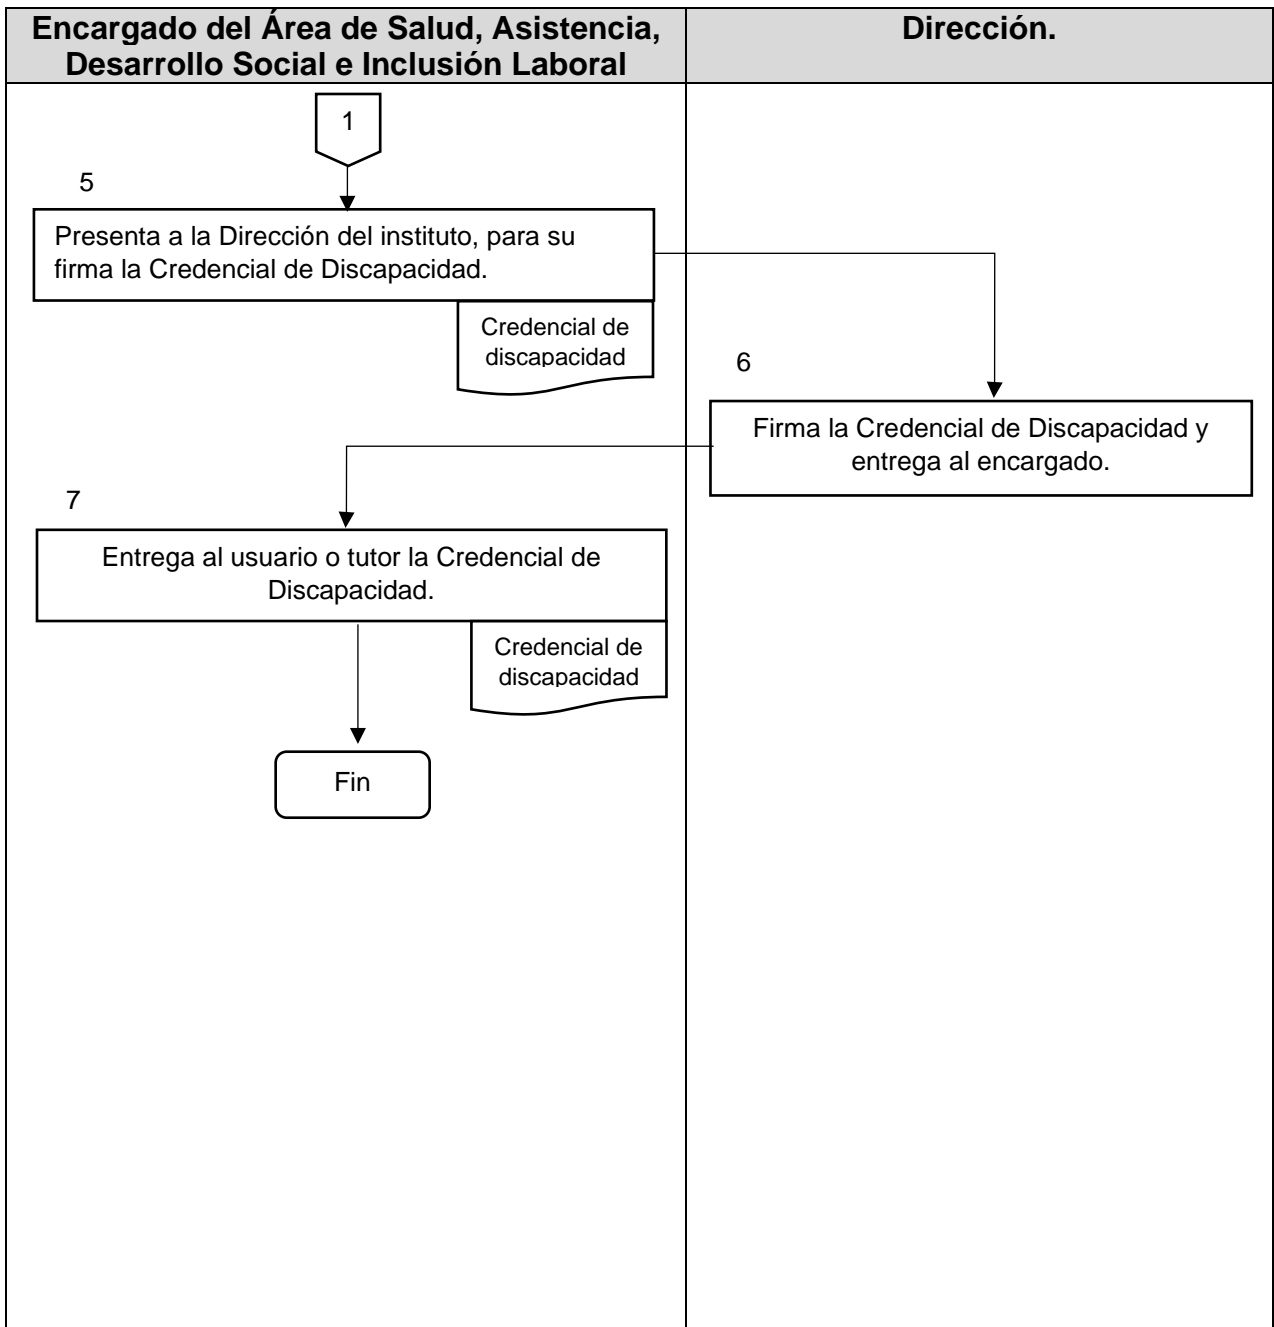 Encargado del Área de Salud, Asistencia,
Desarrollo Social e Inclusión Laboral
Dirección.
1
5
Presenta a la Dirección del instituto, para su
firma la Credencial de Discapacidad.
Credencial de
discapacidad
6
Firma la Credencial de Discapacidad y
entrega al encargado.
7
Entrega al usuario o tutor la Credencial de
Discapacidad.
Credencial de
discapacidad
Fin